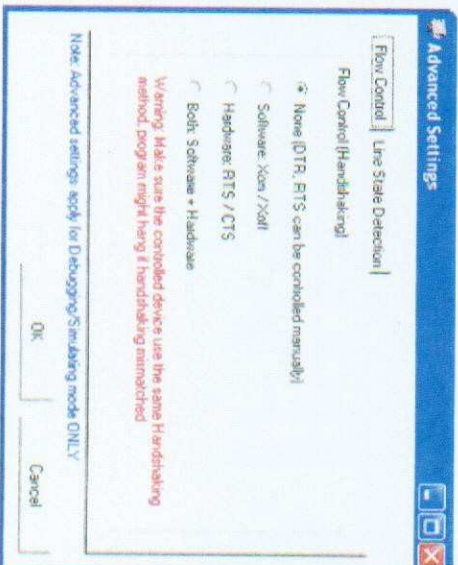 Advanced Settings
Flow Control Line State Detection
Flow Control (Handshaking)
None (DTR, RTS can be controlled manually)
Software: Xon / Xoff
Hardware: RTS / CTS
Both: Software + Hardware
Warning: Make sure the controlled device use the same Handshaking
method, program might hang if handshaking mismatched
Note: Advanced settings apply for Debugging/Simulating mode ONLY
OK Cancel